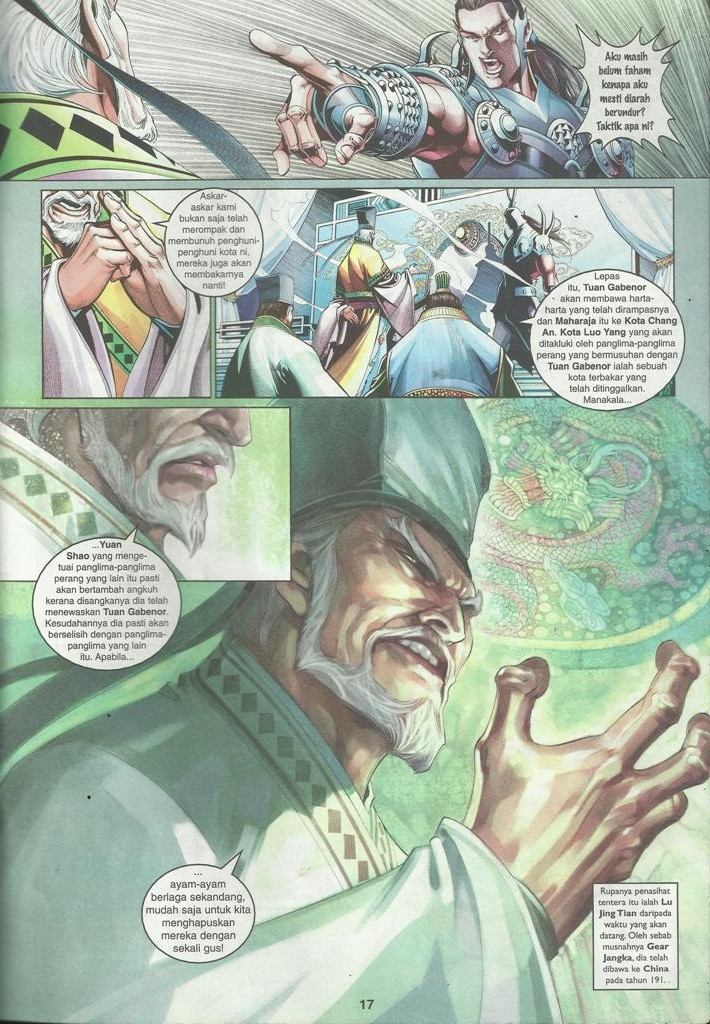 Aku masih
belum faham
kenapa aku
mesti diarah
berundur?
Taktik apa ni?
Askar-
askar kami
bukan saja telah
merompak dan
membunuh penghuni-
penghuni kota ni,
mereka juga akan
membakarnya
nanti!
Lepas
itu, Tuan Gabenor
akan membawa harta-
harta yang telah dirampasnya
dan Maharaja itu ke Kota Chang
An. Kota Luo Yang yang akan
ditakluki oleh panglima-panglima
perang yang bermusuhan dengan
Tuan Gabenor ialah sebuah
kota terbakar yang
telah ditinggalkan.
Manakala...
...Yuan
Shao yang menge-
tuai panglima-panglima
perang yang lain itu pasti
akan bertambah angkuh
kerana disangkanya dia telah
menewaskan Tuan Gabenor.
Kesudahannya dia pasti akan
berselisih dengan panglima-
panglima yang lain
itu. Apabila...
...
ayam-ayam
berlaga sekandang,
mudah saja untuk kita
menghapuskan
mereka dengan
sekali gus!
Rupanya penasihat
tentera itu ialah Lu
Jing Tian daripada
waktu yang akan
datang. Oleh sebab
musnahnya Gear
Jangka, dia telah
dibawa ke China
pada tahun 191. .
17